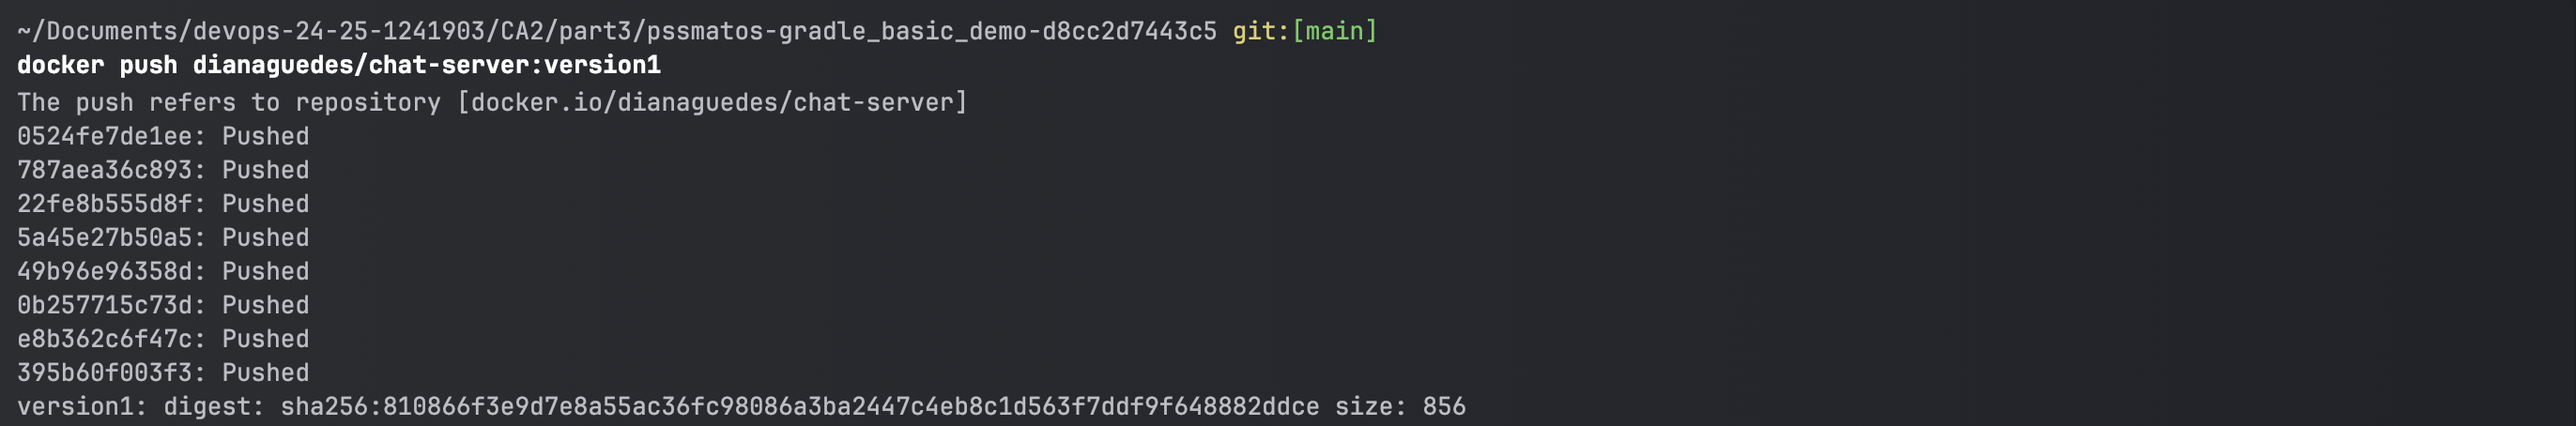 ~/Documents/devops-24-25-1241903/CA2/part3/pssmatos-gradle_basic_demo-d8cc2d7443c5 git:[main]
docker push dianaguedes/chat-server:version1
The push refers to repository [docker.io/dianaguedes/chat-server]
0524fe7de1ee: Pushed
787aea36c893: Pushed
22fe8b555d8f: Pushed
5a45e27b50a5: Pushed
49b96e96358d: Pushed
0b257715c73d: Pushed
e8b362c6f47c: Pushed
395b60f003f3: Pushed
version1: digest: sha256:810866f3e9d7e8a55ac36fc98086a3ba2447c4eb8c1d563f7ddf9f648882ddce size: 856